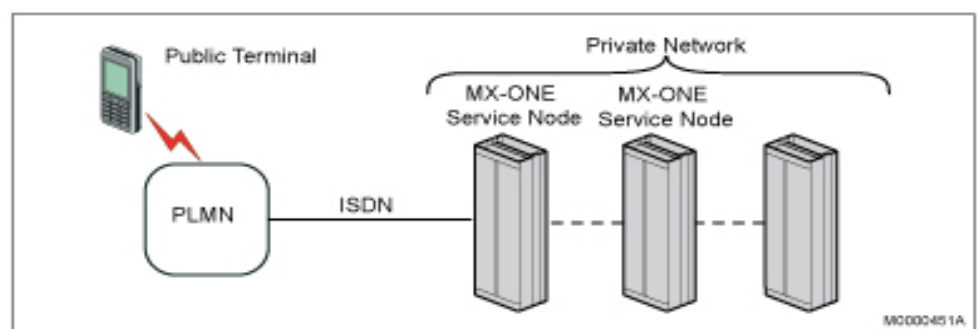 Public Terminal
Private Network
MX-ONE
Service Node
MX-ONE
Service Node
PLMN
ISDN
M0000451A